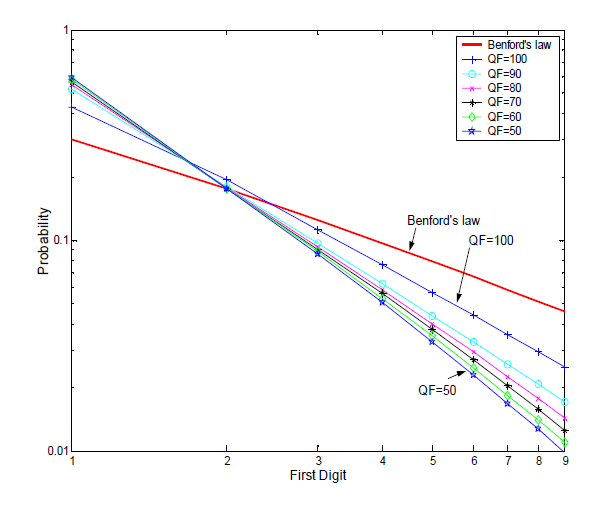 1
Benford's law
QF=100
QF=90
QF=80
QF=70
QF=60
QF=50
Benford's law
QF=100
0.1
Probability
QF=50
0.01
1 2 3 4 5 6 7 8 9
First Digit